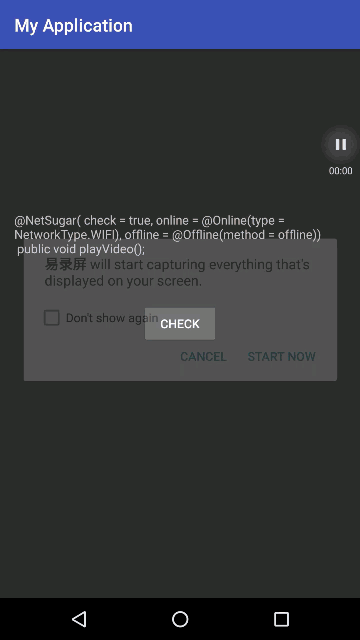 My Application
00:00
@NetSugar( check = true, online = @Online(type =
NetworkType.WIFI), offline = @Offline(method = offline))
public void playVideo();
易录屏 will start capturing everything that's
displayed on your screen.
Don't show again
CHECK
CANCEL START NOW